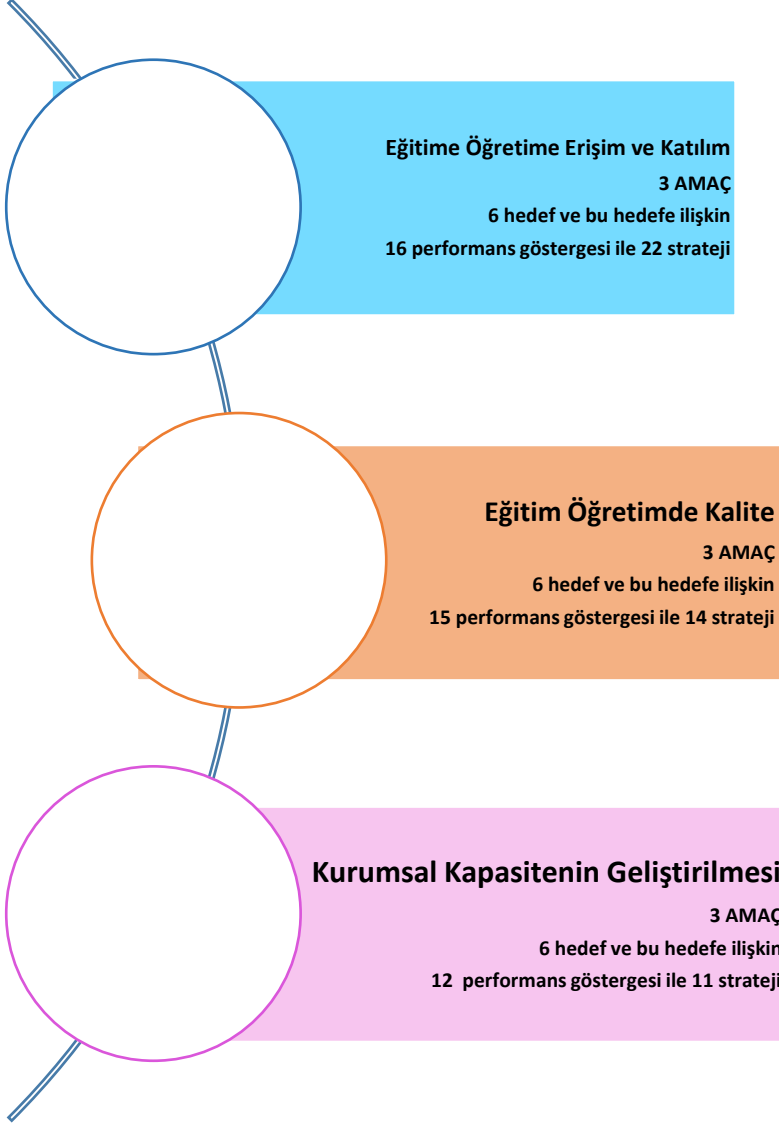 Eğitime Öğretime Erişim ve Katılım
3 AMAÇ
6 hedef ve bu hedefe ilişkin
16 performans göstergesi ile 22 strateji
Eğitim Öğretimde Kalite
3 AMAÇ
6 hedef ve bu hedefe ilişkin
15 performans göstergesi ile 14 strateji
Kurumsal Kapasitenin Geliştirilmesi
3 AMAÇ
6 hedef ve bu hedefe ilişkin
12 performans göstergesi ile 11 strateji